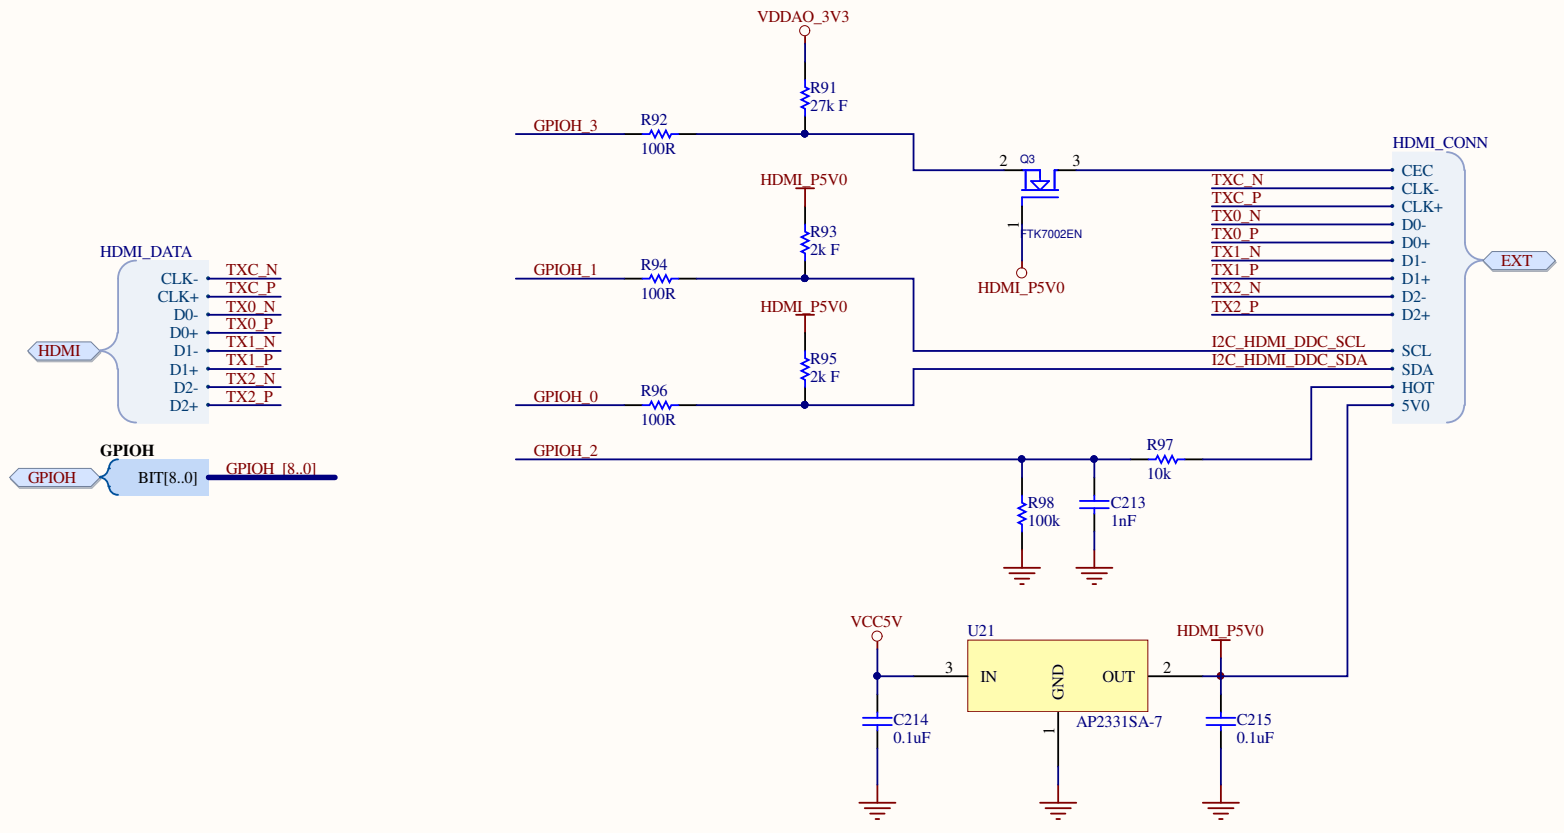 VDDAO_3V3
R91
27k F
GPIOH_3
R92
100R
HDMI_CONN
2
Q3
3
CEC
HDMI_P5V0
TXC_N
CLK-
TXC_P
CLK+
TX0_N
D0-
1
FTK7002EN
TX0_P
D0+
R93
2k F
TX1_N
D1-
EXT
HDMI_DATA
GPIOH_1
R94
100R
TX1_P
D1+
CLK-
TXC_N
HDMI_P5V0
TX2_N
D2-
CLK+
TXC_P
HDMI_P5V0
TX2_P
D2+
D0-
TX0_N
D0+
TX0_P
I2C_HDMI_DDC_SCL
SCL
HDMI
D1-
TX1_N
R95
2k F
I2C_HDMI_DDC_SDA
SDA
D1+
TX1_P
HOT
D2-
TX2_N
GPIOH_0
R96
100R
5V0
D2+
TX2_P
GPIOH
GPIOH_2
R97
10k
GPIOH
BIT[8..0]
GPIOH_[8..0]
R98
100k
C213
1nF
VCC5V
U21
HDMI_P5V0
3
IN
GND
OUT
2
C214
0.1uF
1
AP2331SA-7
C215
0.1uF